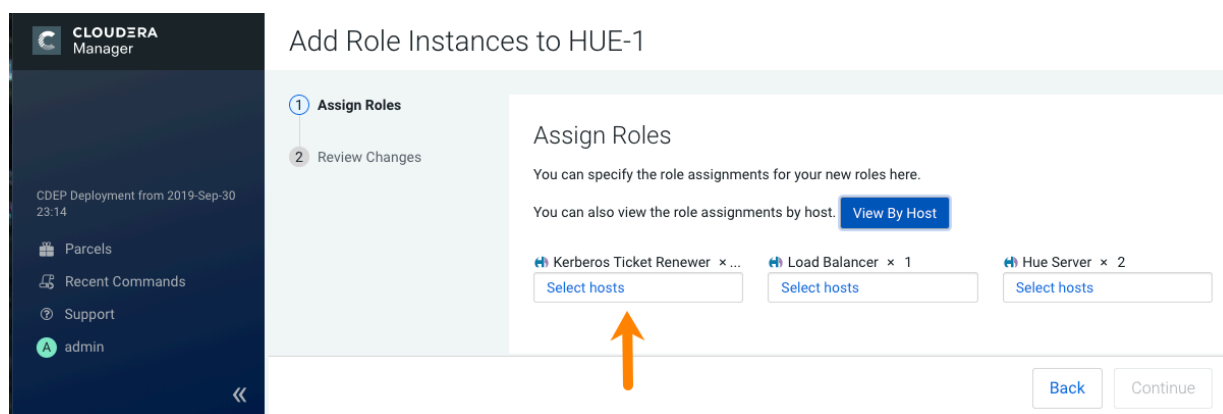 CLOUDERA
Manager
Add Role Instances to HUE-1
1 Assign Roles
2 Review Changes
Assign Roles
You can specify the role assignments for your new roles here.
You can also view the role assignments by host. View By Host
Kerberos Ticket Renewer × ...
Load Balancer × 1
Hue Server × 2
Select hosts
Select hosts
Select hosts
CDEP Deployment from 2019-Sep-30
23:14
Parcels
Recent Commands
Support
A admin
Back
Continue